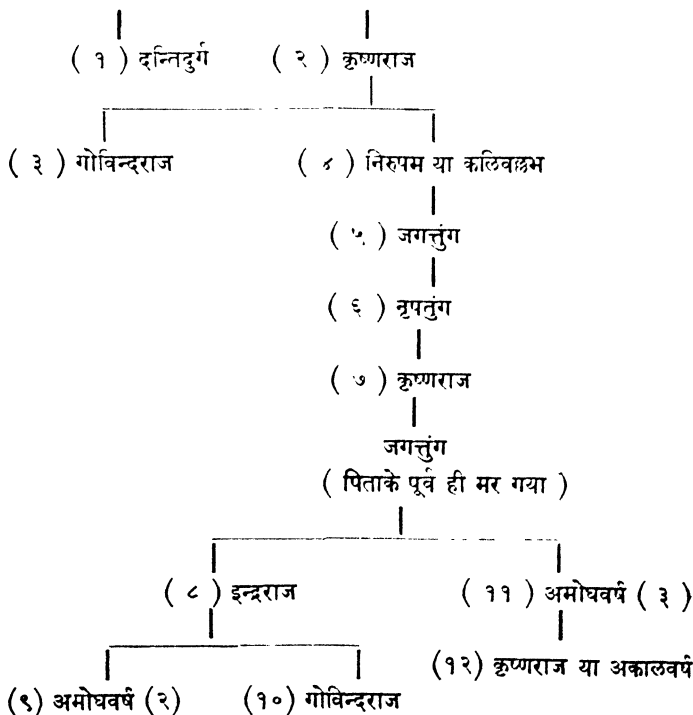 ( १ ) दन्तिदुर्ग ( २ ) कृष्णराज
( ३ ) गोविन्दराज ( ४ ) निरुपम या कलिवल्लभ
( ५ ) जगत्तुंग
( ६ ) नृपतुंग
( ७ ) कृष्णराज
जगत्तुंग
( पिताके पूर्व ही मर गया )
( ८ ) इन्द्रराज ( ११ ) अमोघवर्ष ( ३ )
(१२) कृष्णराज या अकालवर्ष
(९) अमोघवर्ष (२) (१०) गोविन्दराज